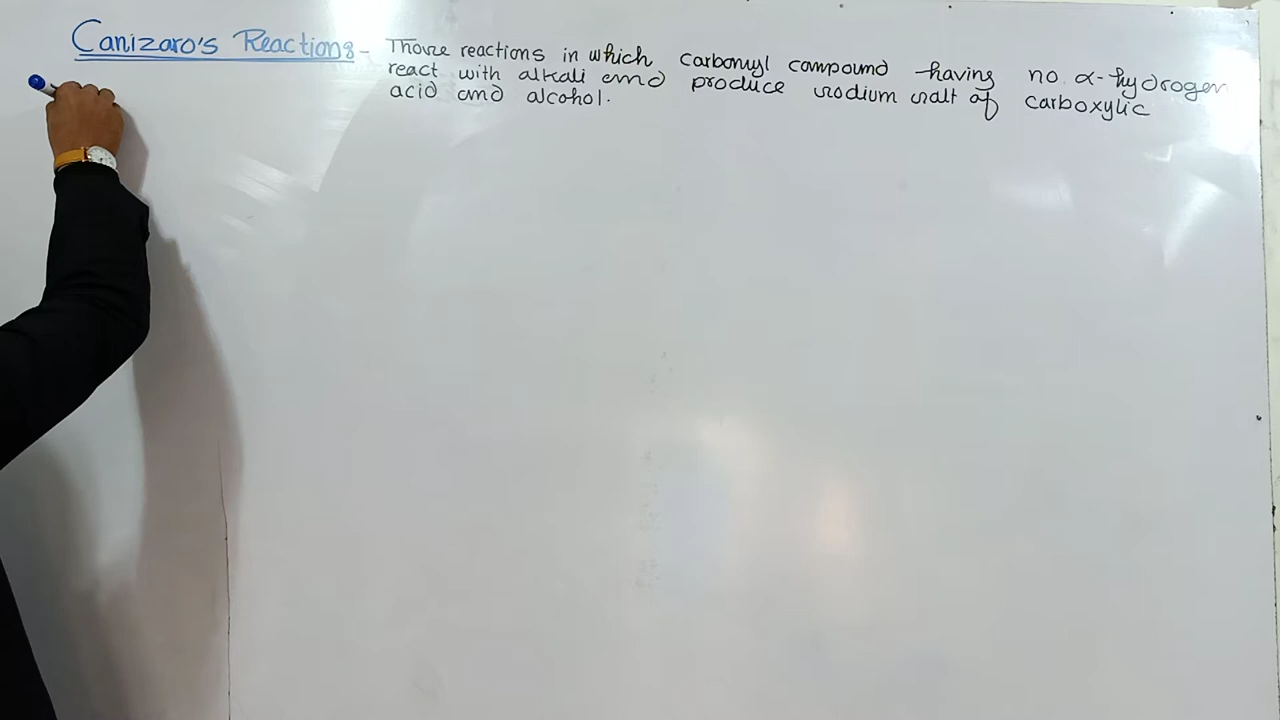 Canizaro's Reactions - Those reactions in which carbonyl compound having no α-hydrogen
react with alkali and produce sodium salt of carboxylic
acid and alcohol.